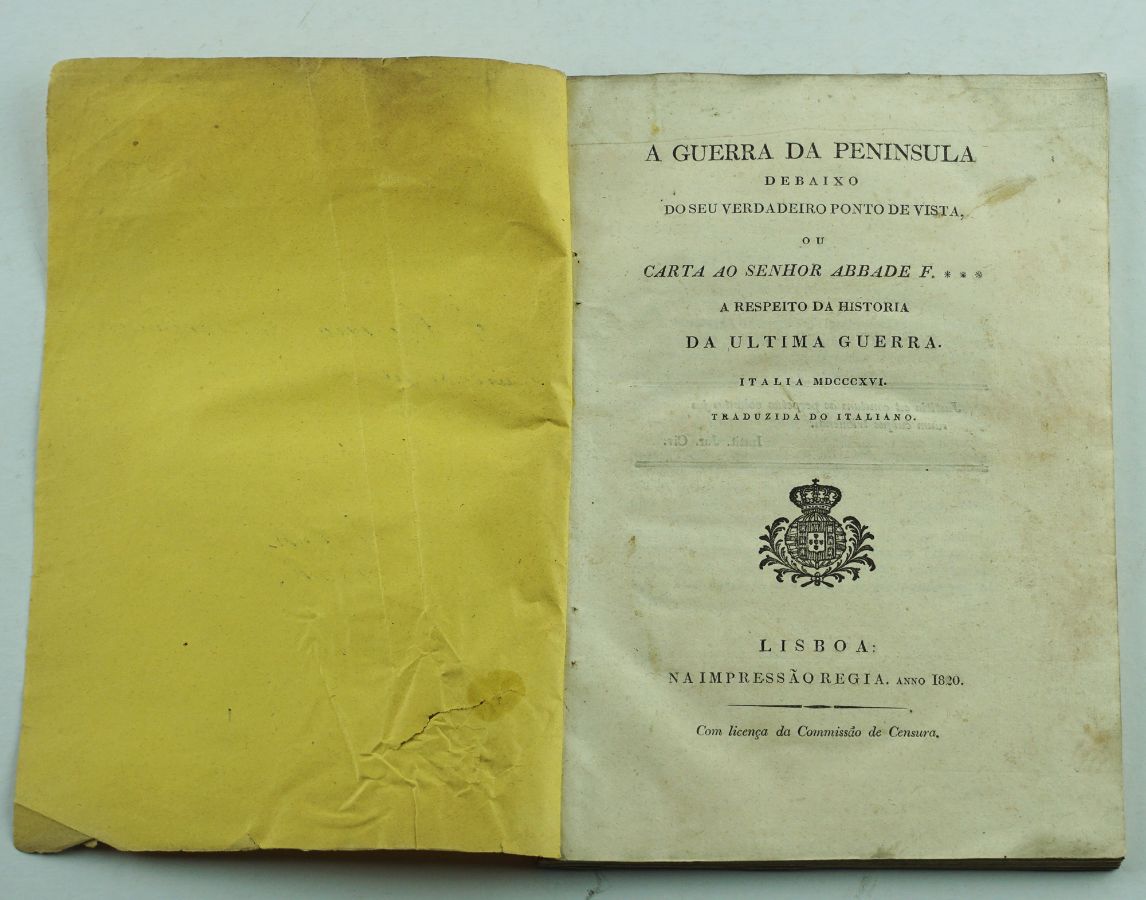 A GUERRA DA PENINSULA
DEBAIXO
DO SEU VERDADEIRO PONTO DE VISTA,
OU
CARTA AO SENHOR ABBADE F. * * *
A RESPEITO DA HISTORIA
DA ULTIMA GUERRA.
ITALIA MDCCCXVI.
TRADUZIDA DO ITALIANO.
LISBOA:
NA IMPRESSÃO REGIA. ANNO 1820.
Com licença da Commissão de Censura.